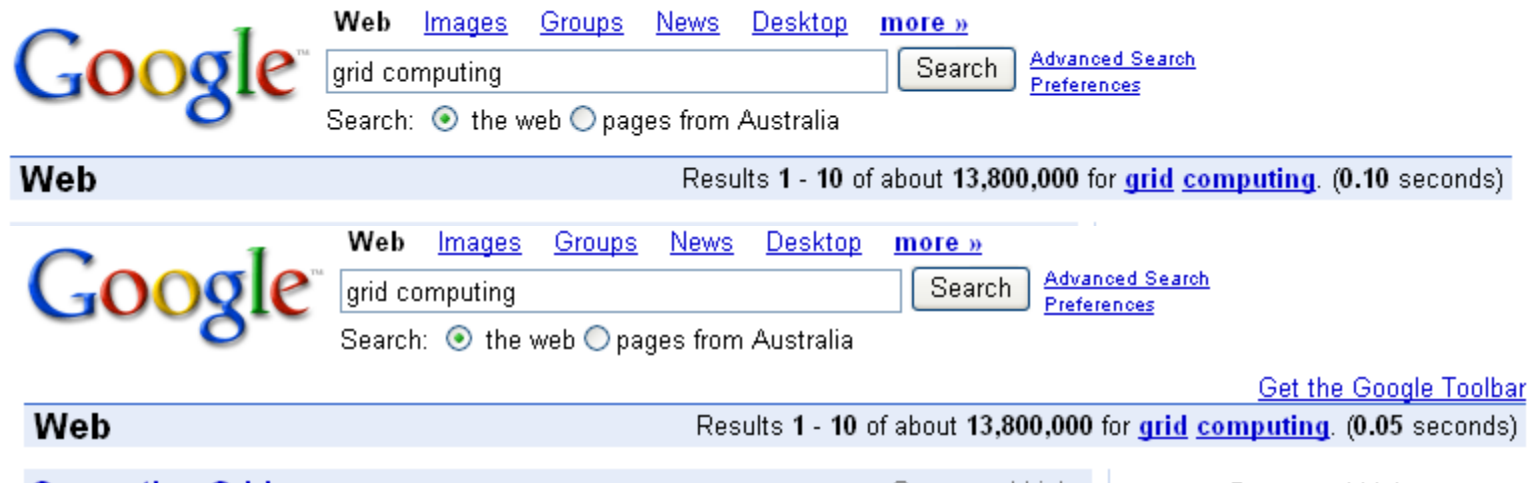 Google™
Web Images Groups News Desktop more »
grid computing Search Advanced Search
Preferences
Search: the web pages from Australia
Web Results 1 - 10 of about 13,800,000 for grid computing. (0.10 seconds)
Google™
Web Images Groups News Desktop more »
grid computing Search Advanced Search
Preferences
Search: the web pages from Australia
Get the Google Toolbar
Web Results 1 - 10 of about 13,800,000 for grid computing. (0.05 seconds)